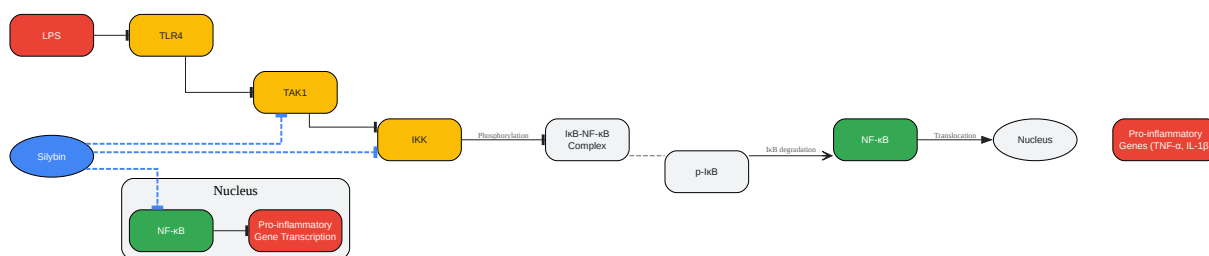 LPS
TLR4
TAK1
IKK
Phosphorylation
IκB-NF-κB
Complex
p-IκB
IκB degradation
NF-κB
Translocation
Nucleus
Pro-inflammatory
Genes (TNF-α, IL-1β
Silybin
Nucleus
NF-κB
Pro-inflammatory
Gene Transcription